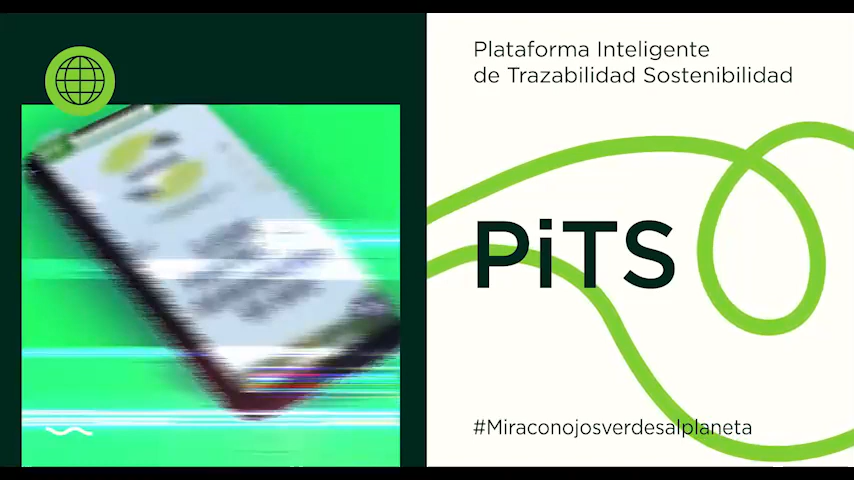 Plataforma Inteligente
de Trazabilidad Sostenibilidad
PiTS
#Miraconojosverdesalplaneta